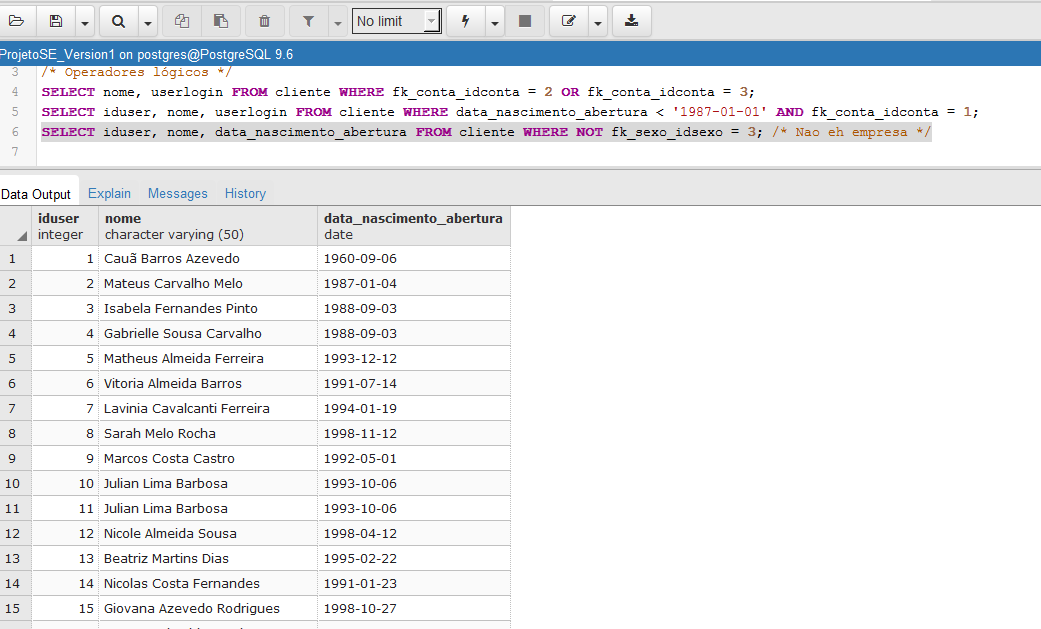 No limit
ProjetoSE_Version1 on postgres@PostgreSQL 9.6
3 /* Operadores lógicos */
4 SELECT nome, userlogin FROM cliente WHERE fk_conta_idconta = 2 OR fk_conta_idconta = 3;
5 SELECT iduser, nome, userlogin FROM cliente WHERE data_nascimento_abertura < '1987-01-01' AND fk_conta_idconta = 1;
6 SELECT iduser, nome, data_nascimento_abertura FROM cliente WHERE NOT fk_sexo_idsexo = 3; /* Nao eh empresa */
7
Data Output Explain Messages History
iduser nome data_nascimento_abertura
integer character varying (50) date
1 1 Cauã Barros Azevedo 1960-09-06
2 2 Mateus Carvalho Melo 1987-01-04
3 3 Isabela Fernandes Pinto 1988-09-03
4 4 Gabrielle Sousa Carvalho 1988-09-03
5 5 Matheus Almeida Ferreira 1993-12-12
6 6 Vitoria Almeida Barros 1991-07-14
7 7 Lavinia Cavalcanti Ferreira 1994-01-19
8 8 Sarah Melo Rocha 1998-11-12
9 9 Marcos Costa Castro 1992-05-01
10 10 Julian Lima Barbosa 1993-10-06
11 11 Julian Lima Barbosa 1993-10-06
12 12 Nicole Almeida Sousa 1998-04-12
13 13 Beatriz Martins Dias 1995-02-22
14 14 Nicolas Costa Fernandes 1991-01-23
15 15 Giovana Azevedo Rodrigues 1998-10-27